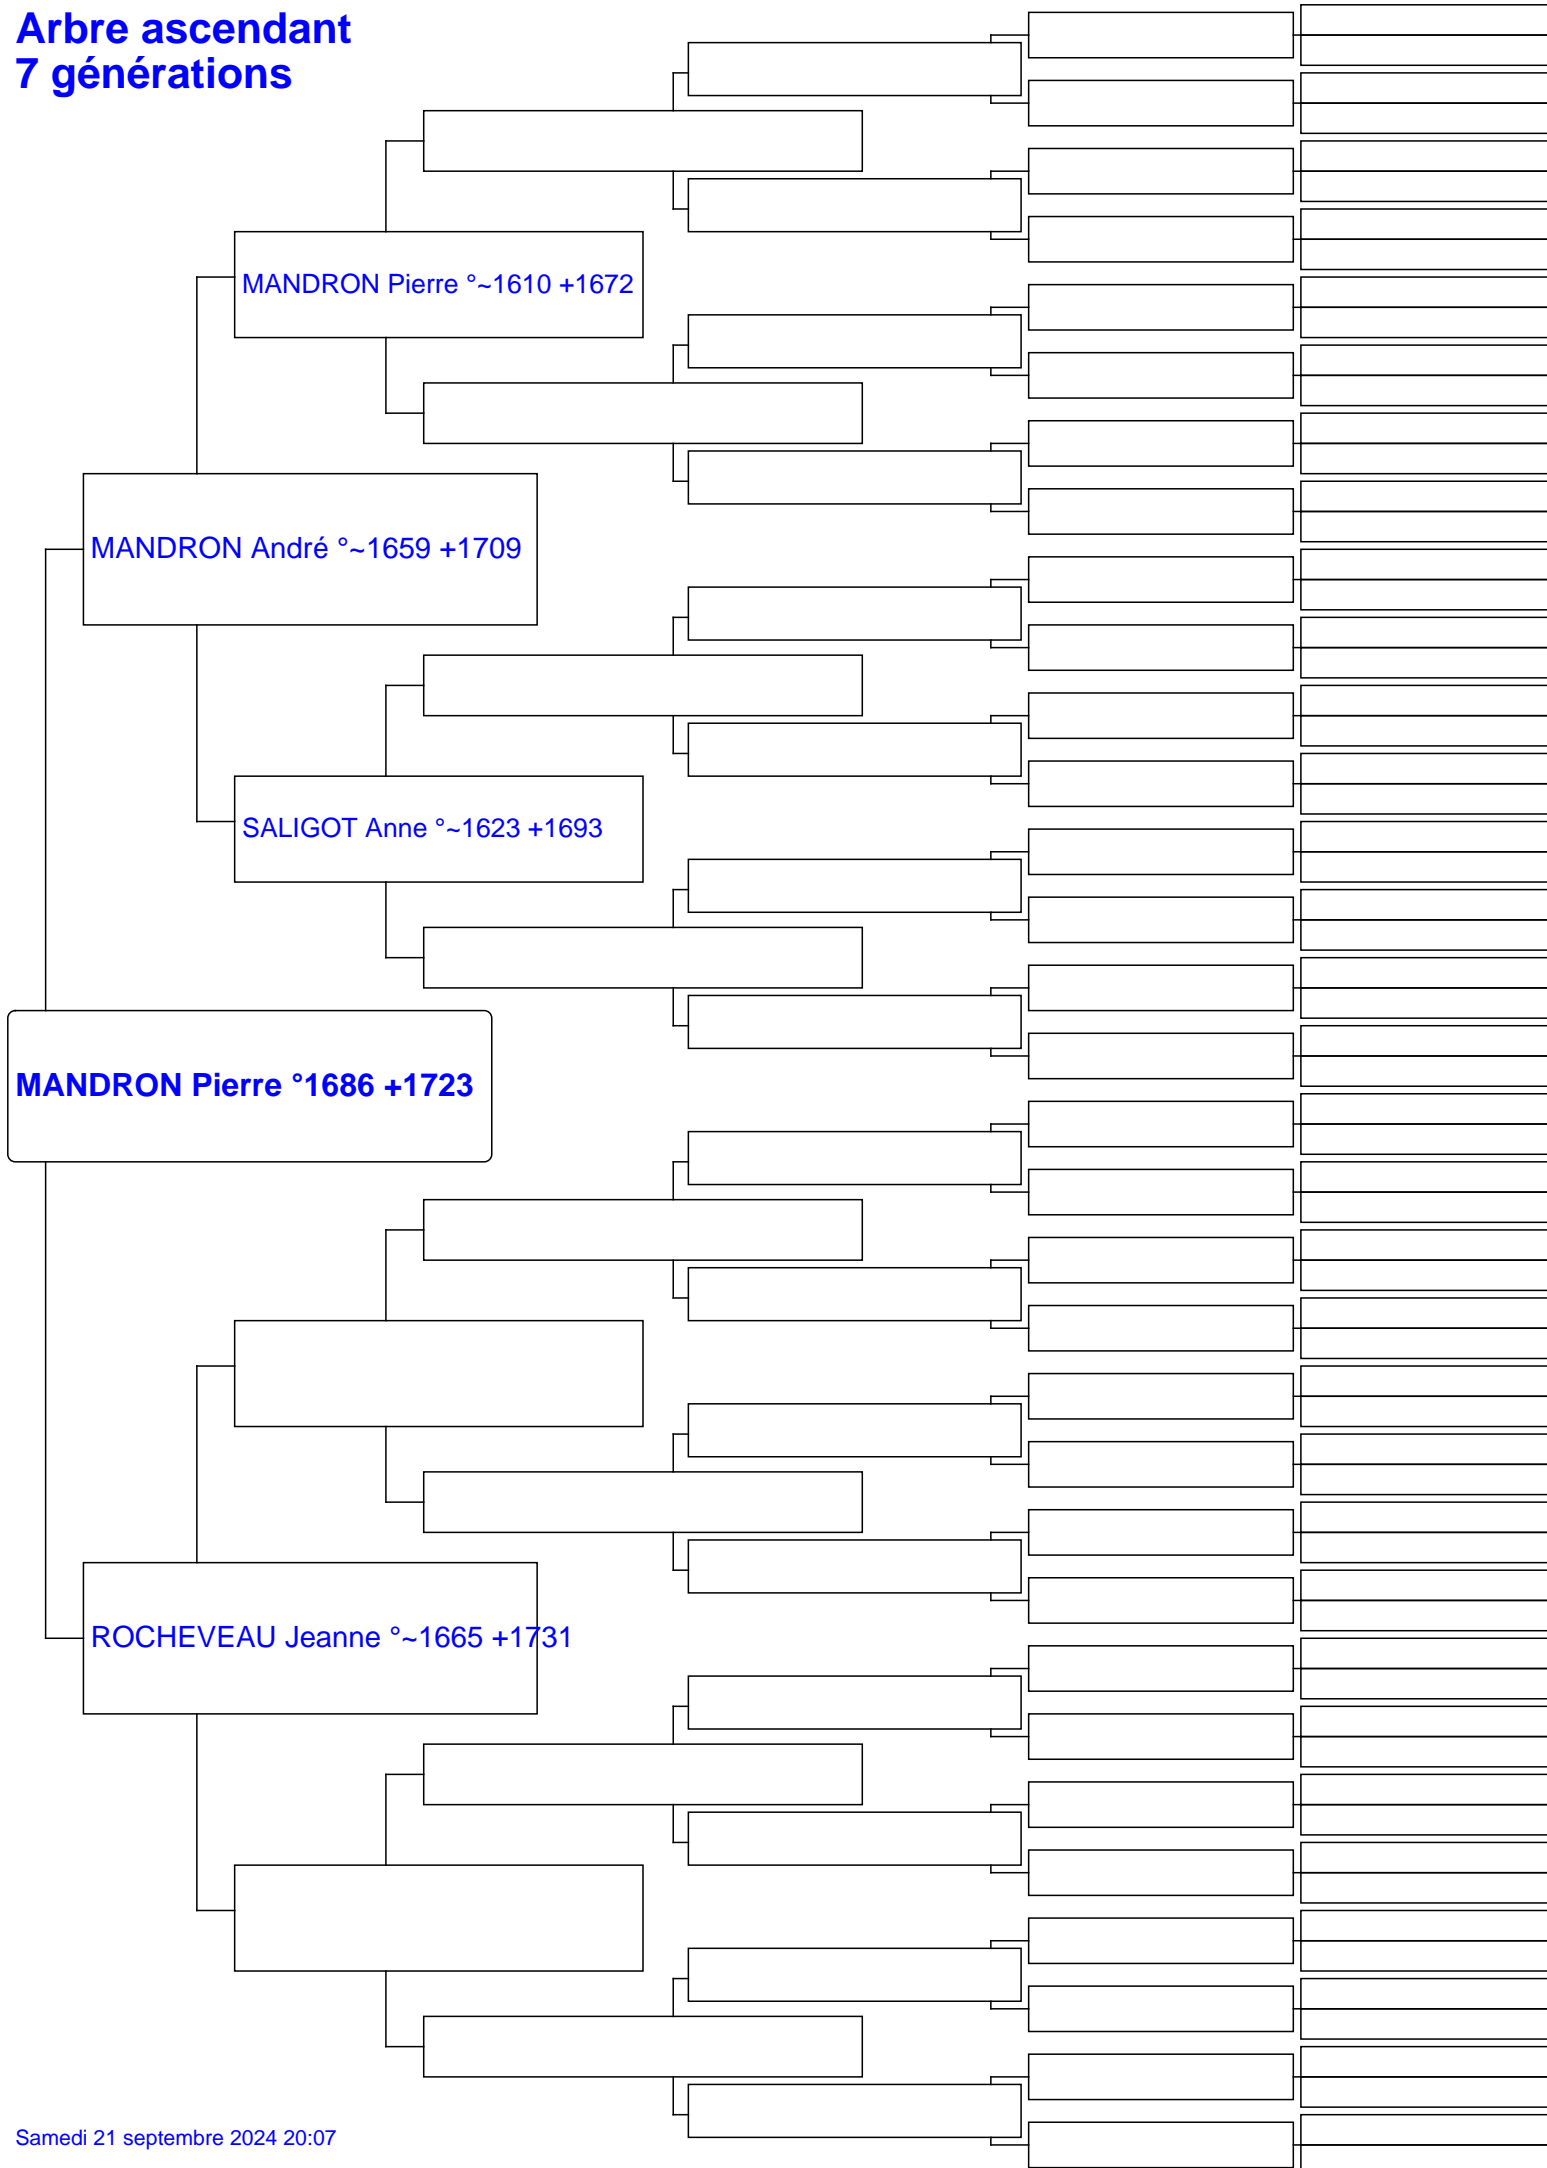 Arbre ascendant
7 générations
MANDRON Pierre °~1610 +1672
MANDRON André °~1659 +1709
SALIGOT Anne °~1623 +1693
MANDRON Pierre °1686 +1723
ROCHEVEAU Jeanne °~1665 +1731
Samedi 21 septembre 2024 20:07